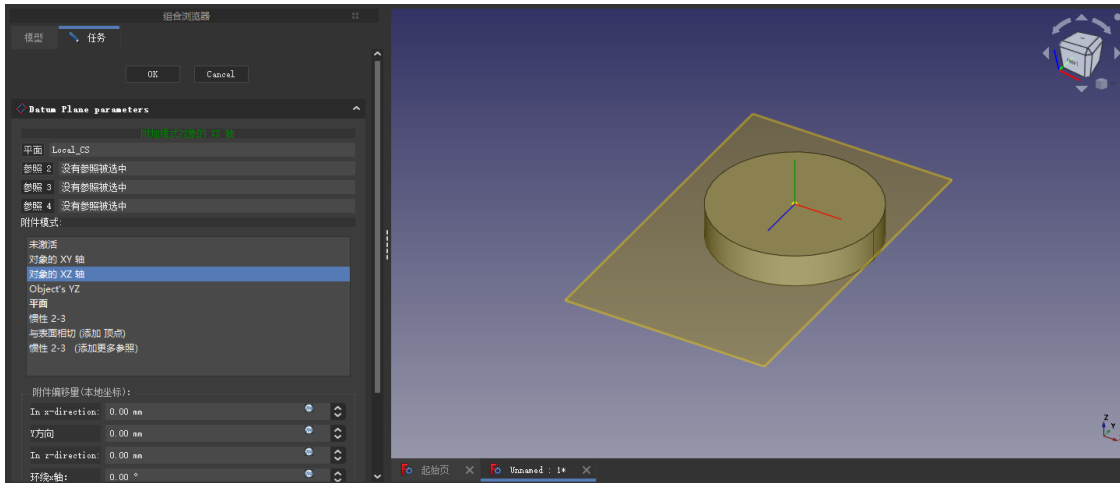 组合浏览器
模型 任务
OK Cancel
Datum Plane parameters
附加模式对象的 XZ 轴
平面 Local_CS
参照 2 没有参照被选中
参照 3 没有参照被选中
参照 4 没有参照被选中
附件模式:
未激活
对象的 XY 轴
对象的 XZ 轴
Object's YZ
平面
惯性 2-3
与表面相切 (添加 顶点)
惯性 2-3 (添加更多参照)
附件偏移量(本地坐标):
In x-direction: 0.00 mm
Y方向 0.00 mm
In z-direction: 0.00 mm
环绕x轴: 0.00 °
Z
Y
起始页 Unnamed : 1*